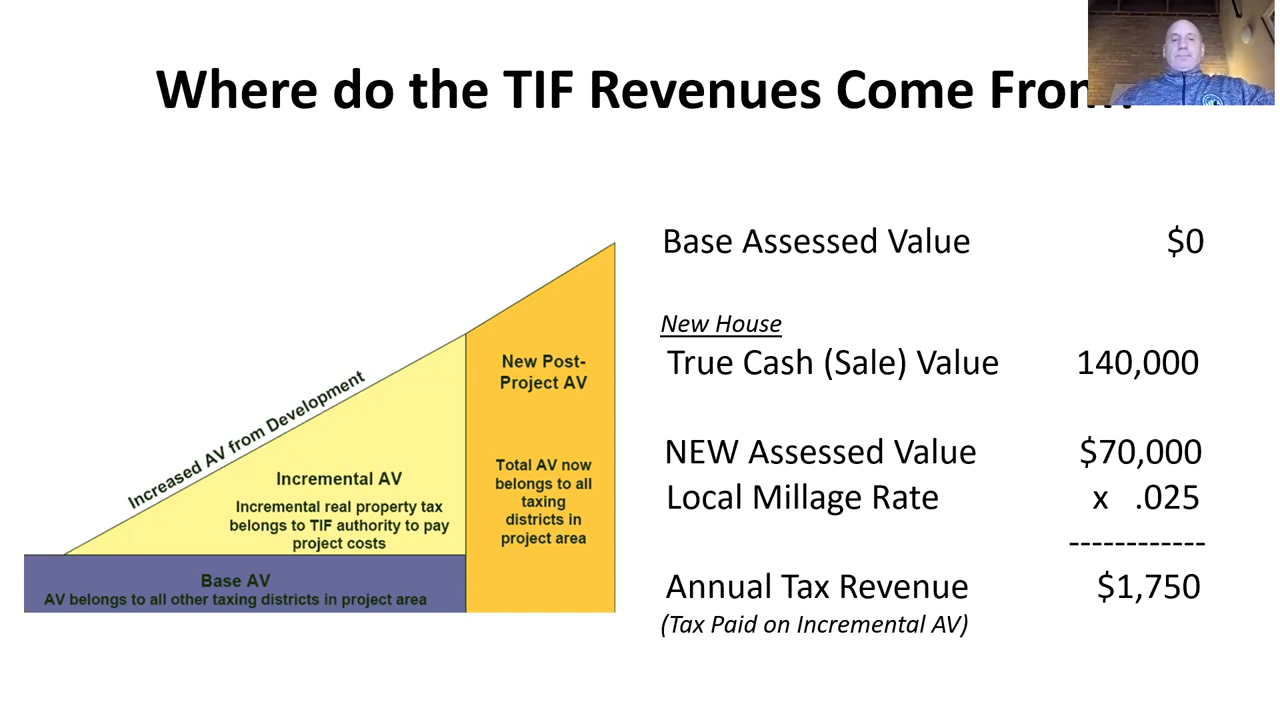 Where do the TIF Revenues Come From
Base Assessed Value $0
New House
True Cash (Sale) Value 140,000
NEW Assessed Value $70,000
Local Millage Rate x .025
------------
Annual Tax Revenue $1,750
(Tax Paid on Incremental AV)
Increased AV from Development
Incremental AV
Incremental real property tax
belongs to TIF authority to pay
project costs
Base AV
AV belongs to all other taxing districts in project area
New Post-
Project AV
Total AV now
belongs to all
taxing
districts in
project area